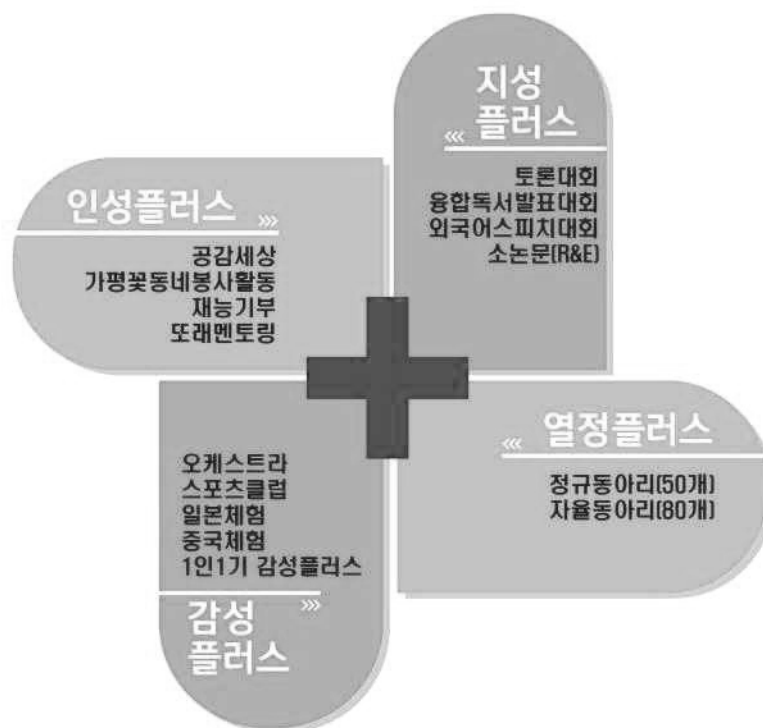 지성
플러스
‹‹‹
토론대회
융합독서발표대회
외국어스피치대회
소논문(R&E)
인성플러스 ›››
공감세상
가평꽃동네봉사활동
재능기부
또래멘토링
‹‹‹ 열정플러스
정규동아리(50개)
자율동아리(80개)
오케스트라
스포츠클럽
일본체험
중국체험
1인1기 감성플러스
›››
감성
플러스